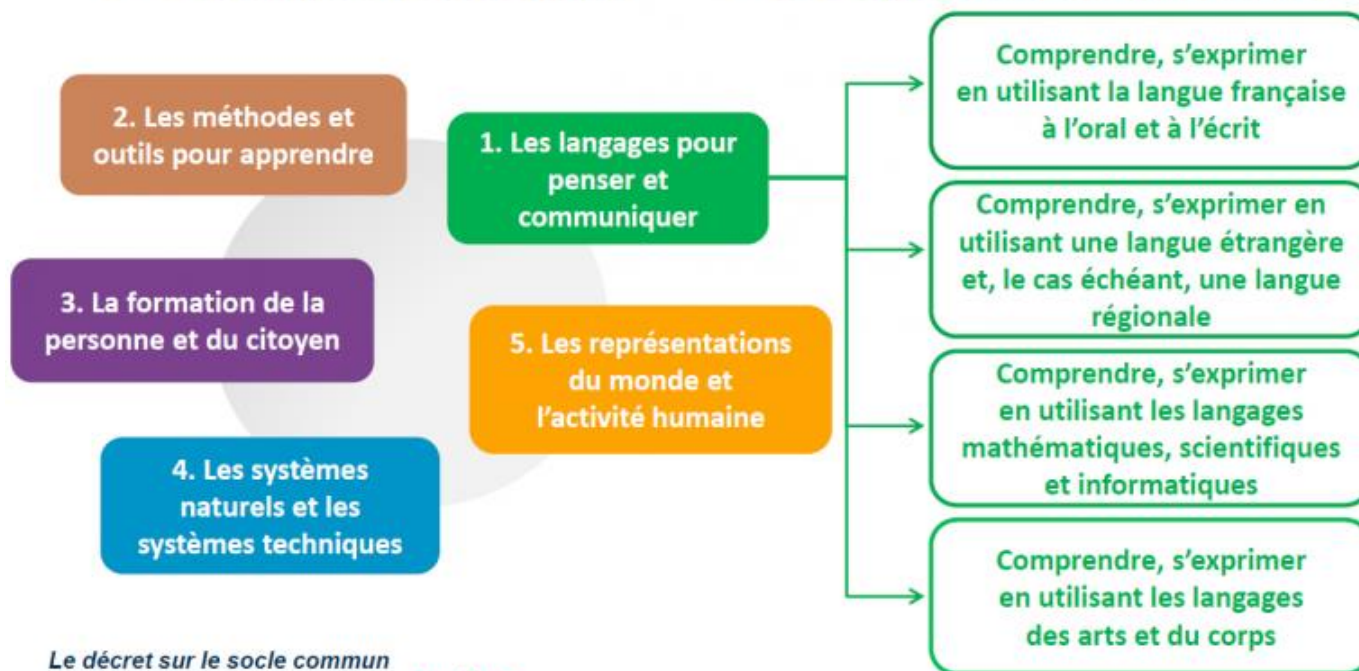 2. Les méthodes et
outils pour apprendre
1. Les langages pour
penser et
communiquer
3. La formation de la
personne et du citoyen
5. Les représentations
du monde et
l'activité humaine
4. Les systèmes
naturels et les
systèmes techniques
Comprendre, s'exprimer
en utilisant la langue française
à l'oral et à l'écrit
Comprendre, s'exprimer en
utilisant une langue étrangère
et, le cas échéant, une langue
régionale
Comprendre, s'exprimer
en utilisant les langages
mathématiques, scientifiques
et informatiques
Comprendre, s'exprimer
en utilisant les langages
des arts et du corps
Le décret sur le socle commun